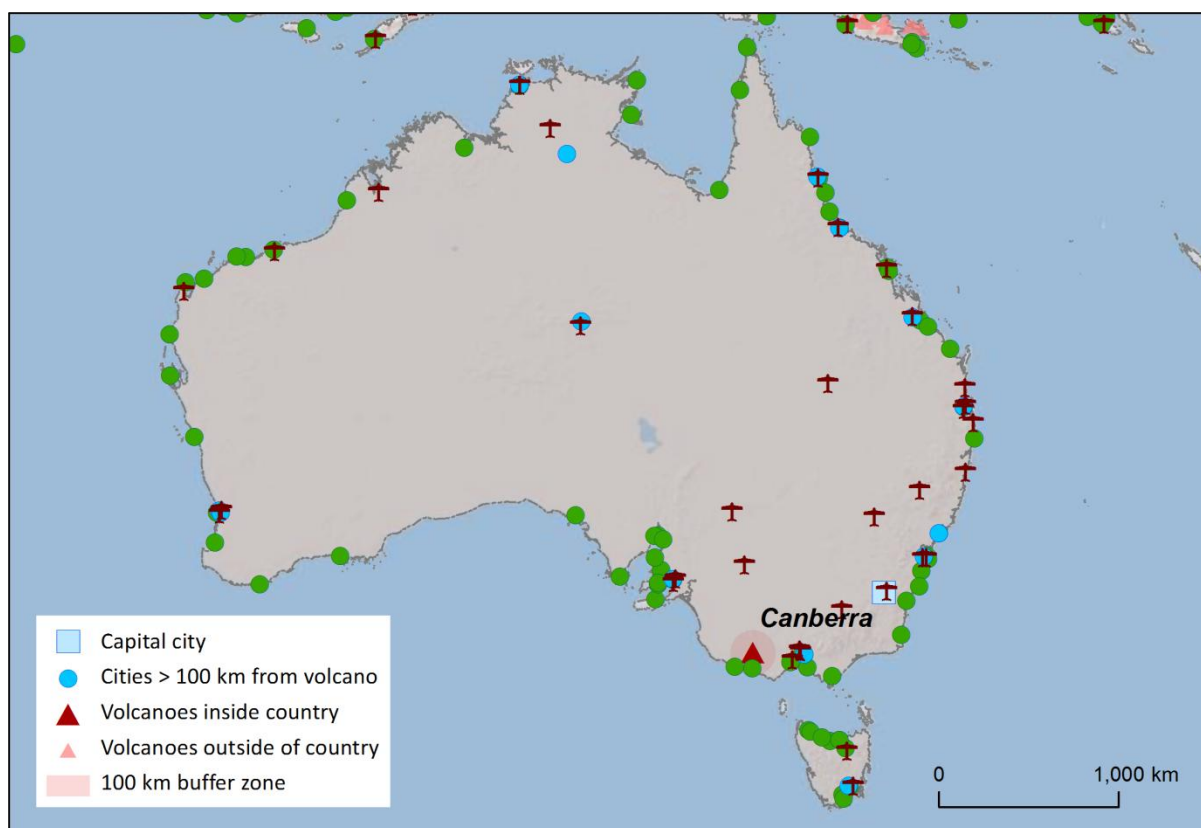 Canberra
Capital city
Cities > 100 km from volcano
Volcanoes inside country
Volcanoes outside of country
100 km buffer zone
0 1,000 km